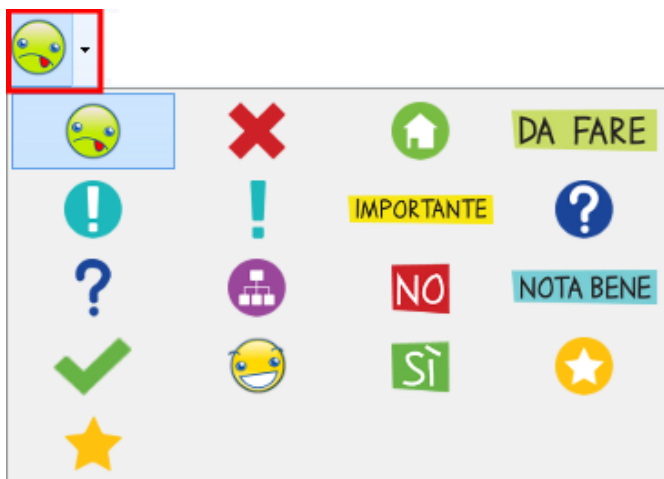 DA FARE
!
!
IMPORTANTE
?
?
NO
NOTA BENE
SÌ